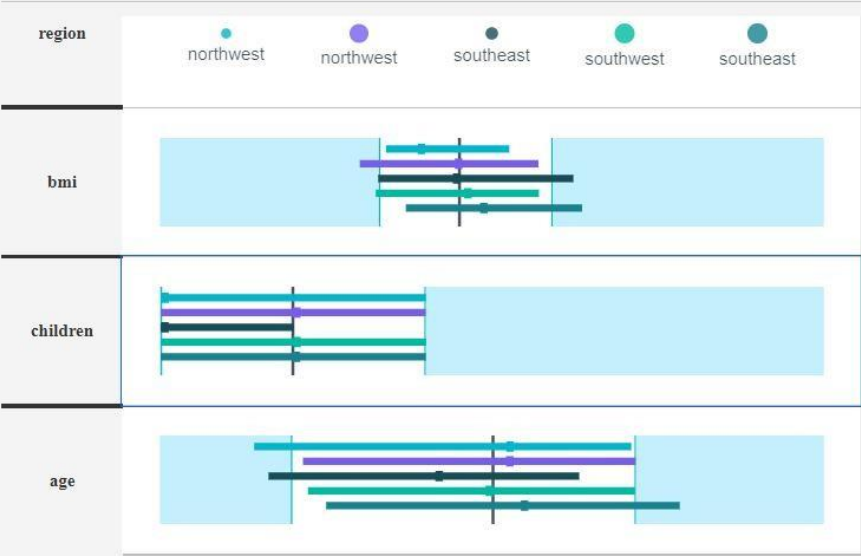 region
northwest
northwest
southeast
southwest
southeast
bmi
children
age